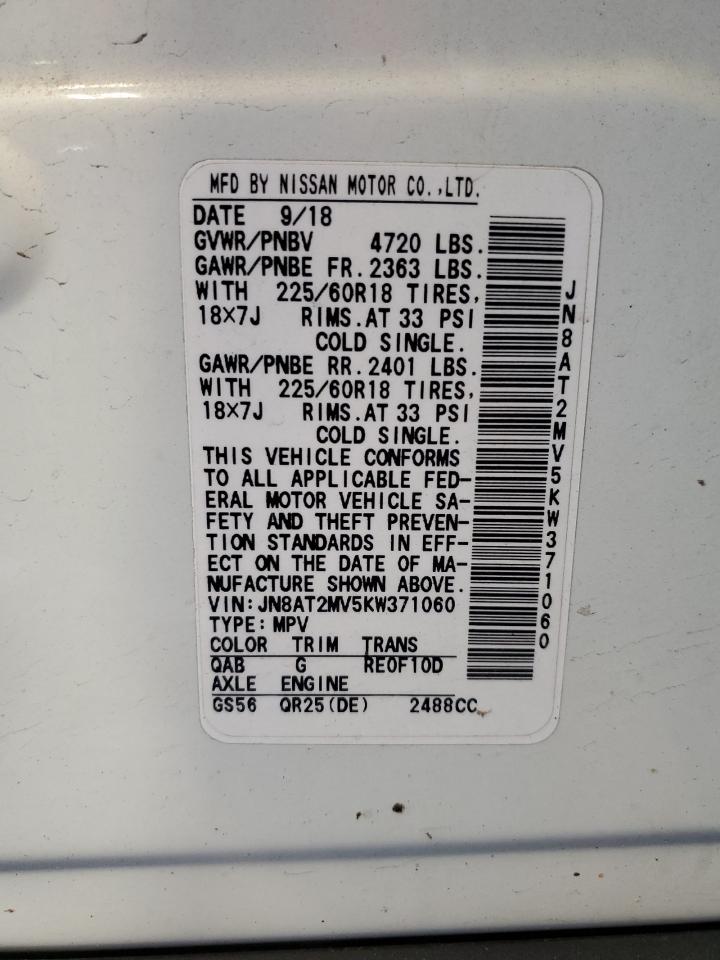 MFD BY NISSAN MOTOR CO.,LTD.
DATE 9/18
GVWR/PNBV 4720 LBS.
GAWR/PNBE FR.2363 LBS.
WITH 225/60R18 TIRES,
18×7J RIMS.AT 33 PSI
COLD SINGLE.
GAWR/PNBE RR.2401 LBS.
WITH 225/60R18 TIRES,
18×7J RIMS.AT 33 PSI
COLD SINGLE.
THIS VEHICLE CONFORMS
TO ALL APPLICABLE FED-
ERAL MOTOR VEHICLE SA-
FETY AND THEFT PREVEN-
TION STANDARDS IN EFF-
ECT ON THE DATE OF MA-
NUFACTURE SHOWN ABOVE.
VIN:JN8AT2MV5KW371060
TYPE:MPV
COLOR TRIM TRANS
QAB G RE0F10D
AXLE ENGINE
GS56 QR25(DE) 2488CC
JN8AT2MV5KW371060